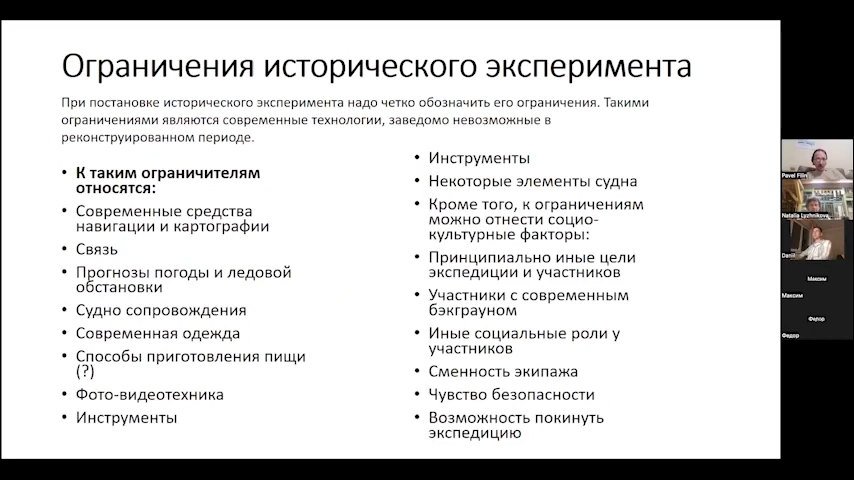 Ограничения исторического эксперимента
При постановке исторического эксперимента надо четко обозначить его ограничения. Такими
ограничениями являются современные технологии, заведомо невозможные в
реконструированном периоде.
• К таким ограничителям
относятся:
• Современные средства
навигации и картографии
• Связь
• Прогнозы погоды и ледовой
обстановки
• Судно сопровождения
• Современная одежда
• Способы приготовления пищи
(?)
• Фото-видеотехника
• Инструменты
• Инструменты
• Некоторые элементы судна
• Кроме того, к ограничениям
можно отнести социо-
культурные факторы:
• Принципиально иные цели
экспедиции и участников
• Участники с современным
бэкграуном
• Иные социальные роли у
участников
• Сменность экипажа
• Чувство безопасности
• Возможность покинуть
экспедицию
Pavel Filin
Natalia Lyzhnikova
Daniil
Максим
Максим
Федор
Федор